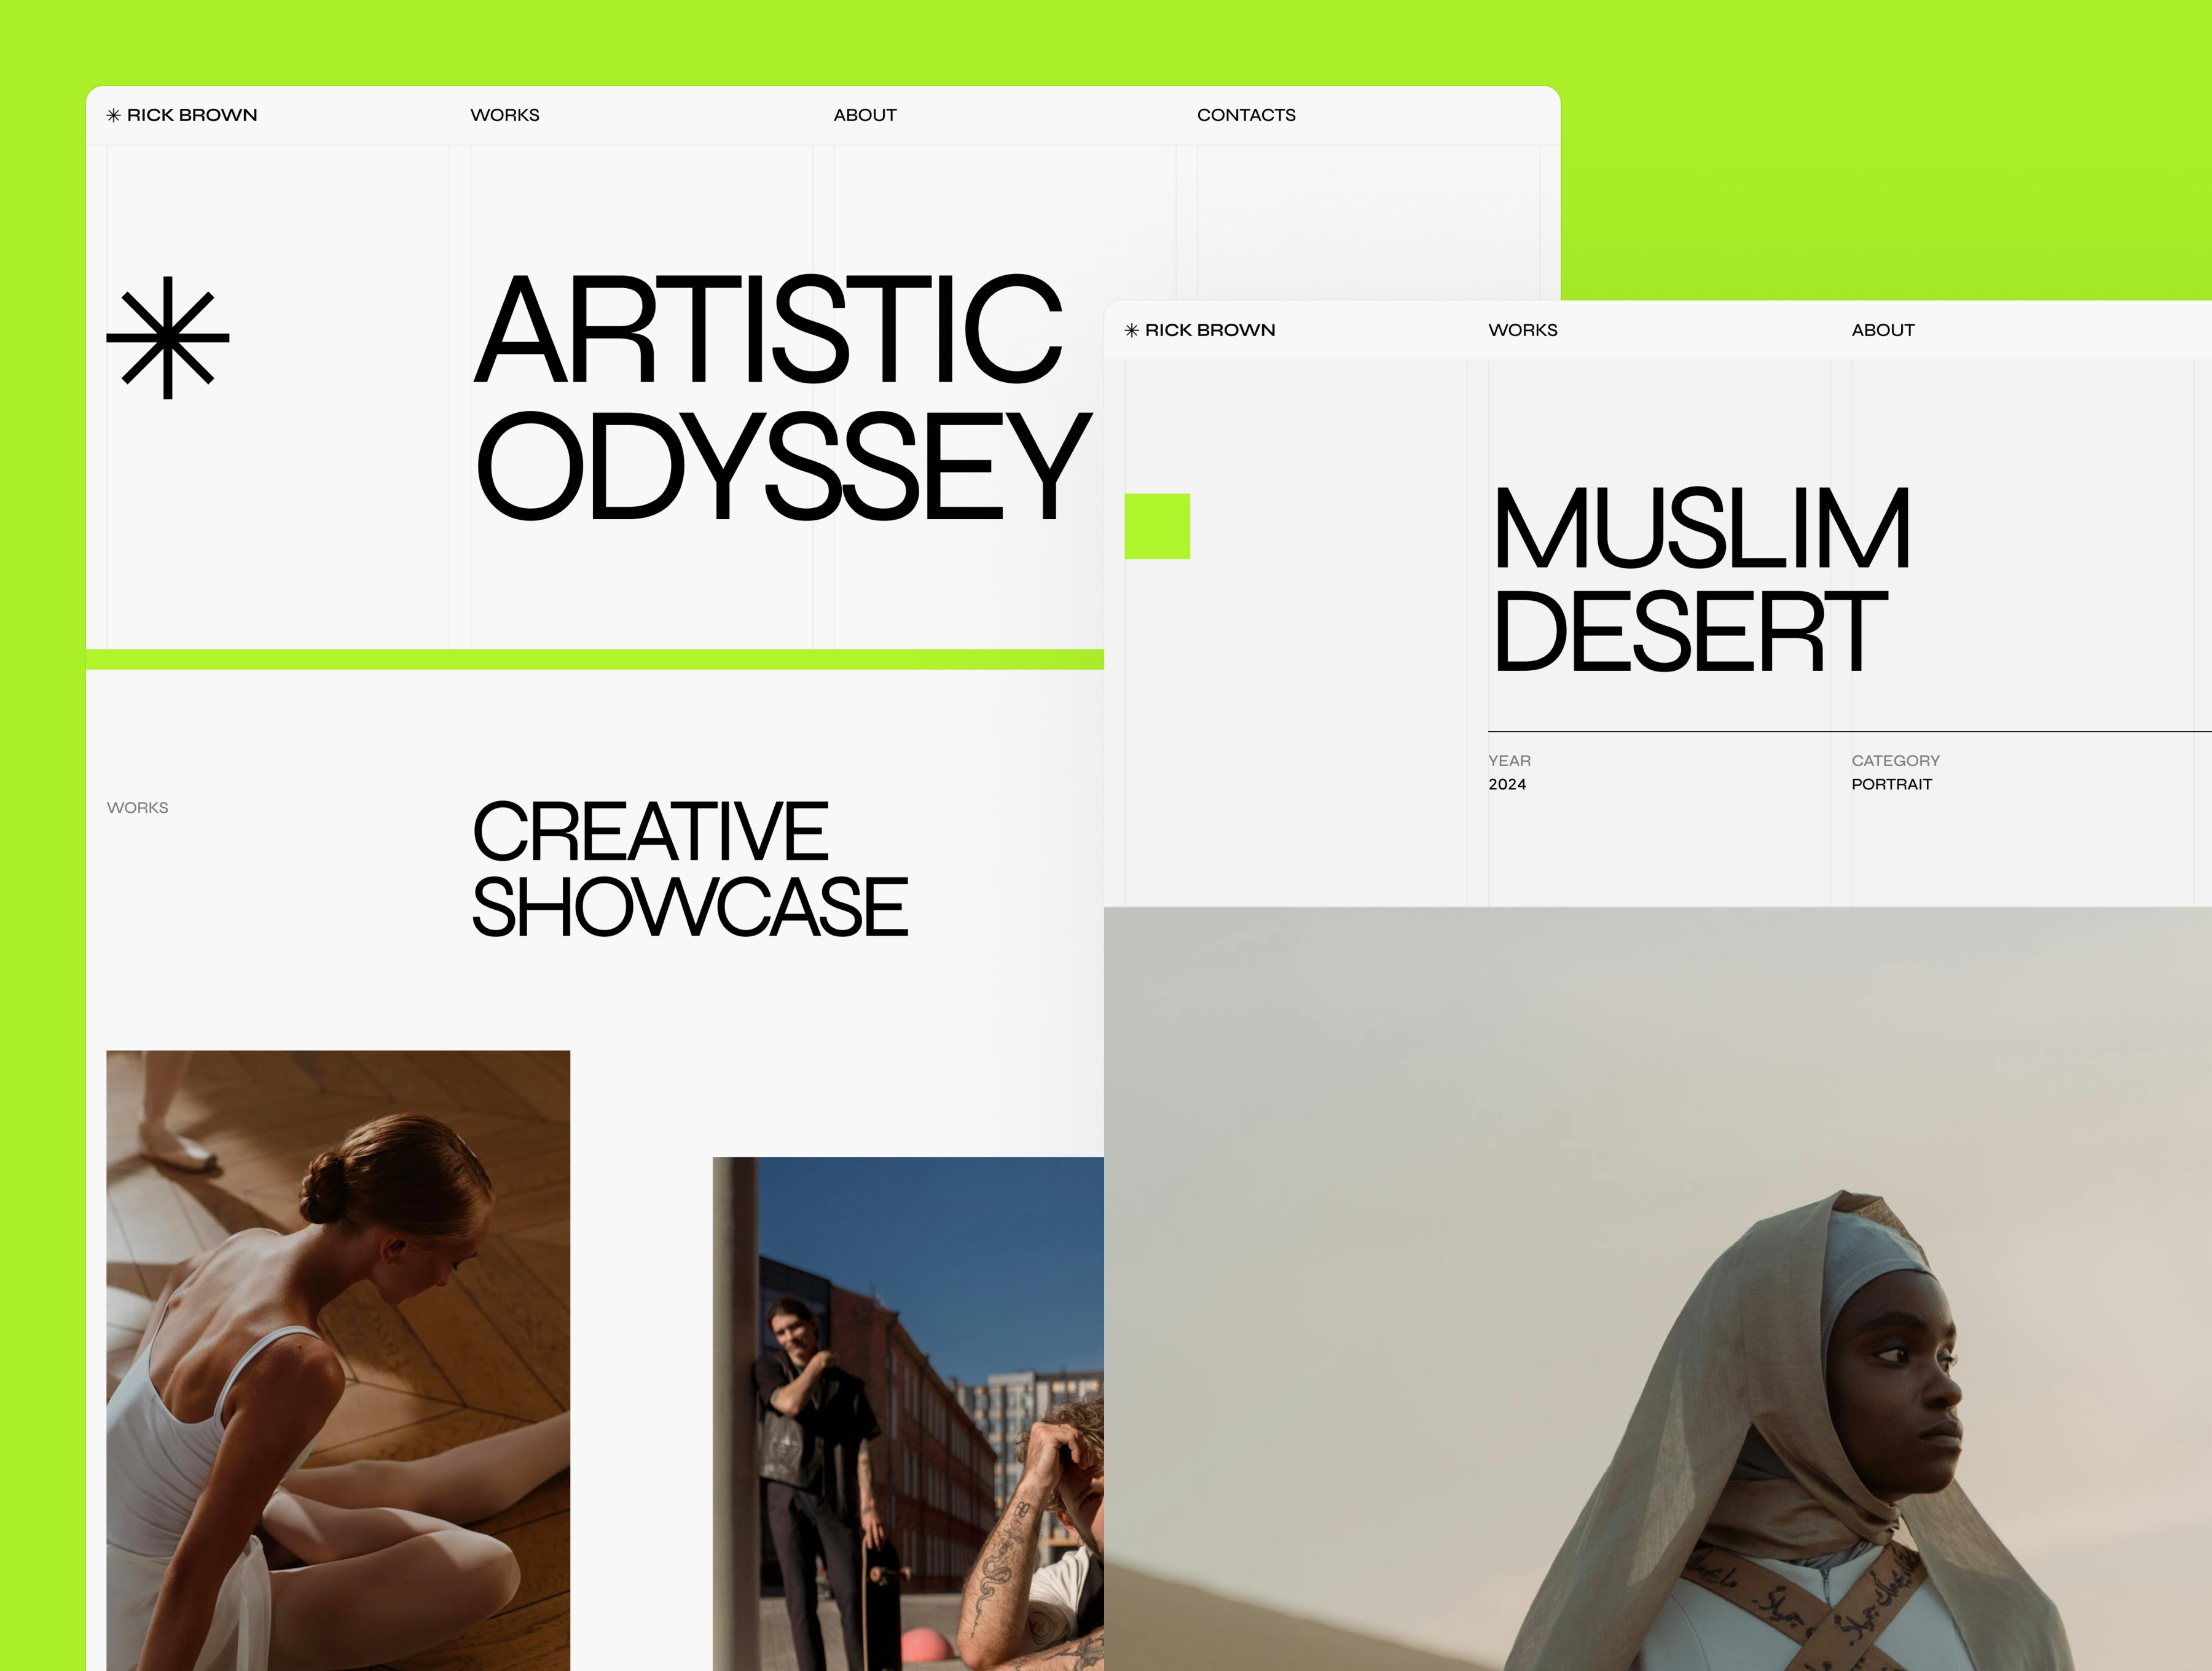 RICK BROWN
WORKS
ABOUT
CONTACTS
ARTISTIC
ODYSSEY
WORKS
CREATIVE
SHOWCASE
RICK BROWN
WORKS
ABOUT
MUSLIM
DESERT
YEAR
2024
CATEGORY
PORTRAIT